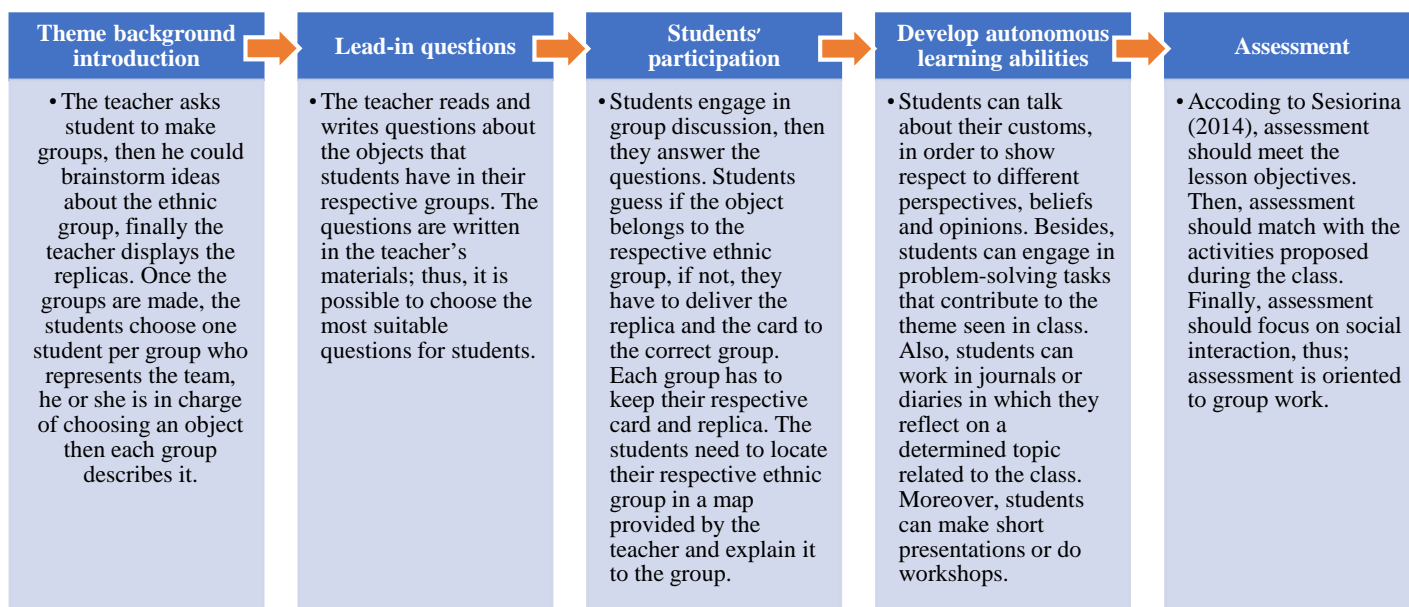 Theme background
introduction
• The teacher asks
student to make
groups, then he could
brainstorm ideas
about the ethnic
group, finally the
teacher displays the
replicas. Once the
groups are made, the
students choose one
student per group who
represents the team,
he or she is in charge
of choosing an object
then each group
describes it.
Lead-in questions
• The teacher reads and
writes questions about
the objects that
students have in their
respective groups. The
questions are written
in the teacher’s
materials; thus, it is
possible to choose the
most suitable
questions for students.
Students’
participation
• Students engage in
group discussion, then
they answer the
questions. Students
guess if the object
belongs to the
respective ethnic
group, if not, they
have to deliver the
replica and the card to
the correct group.
Each group has to
keep their respective
card and replica. The
students need to locate
their respective ethnic
group in a map
provided by the
teacher and explain it
to the group.
Develop autonomous
learning abilities
• Students can talk
about their customs,
in order to show
respect to different
perspectives, beliefs
and opinions. Besides,
students can engage in
problem-solving tasks
that contribute to the
theme seen in class.
Also, students can
work in journals or
diaries in which they
reflect on a
determined topic
related to the class.
Moreover, students
can make short
presentations or do
workshops.
Assessment
• Accoding to Sesiorina
(2014), assessment
should meet the
lesson objectives.
Then, assessment
should match with the
activities proposed
during the class.
Finally, assessment
should focus on social
interaction, thus;
assessment is oriented
to group work.